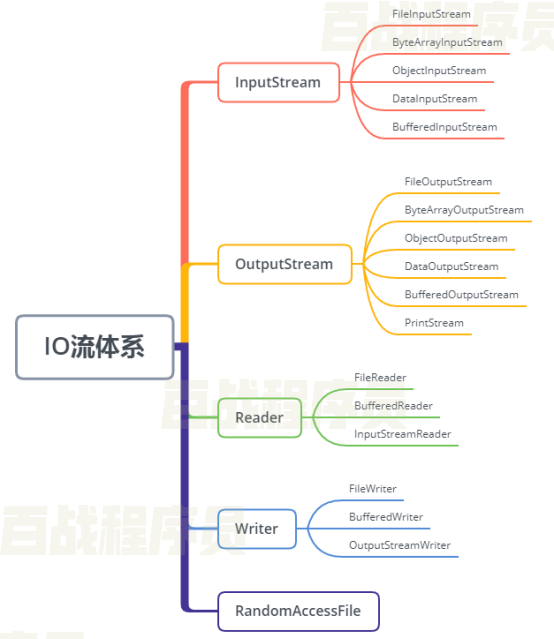 百战程序员
FileInputStream
ByteArrayInputStream
InputStream
ObjectInputStream
DataInputStream
BufferedInputStream
FileOutputStream
ByteArrayOutputStream
ObjectOutputStream
OutputStream
DataOutputStream
BufferedOutputStream
PrintStream
IO流体系
百战程序员
FileReader
BufferedReader
Reader
InputStreamReader
FileWriter
百战程序员
BufferedWriter
Writer
OutputStreamWriter
RandomAccessFile